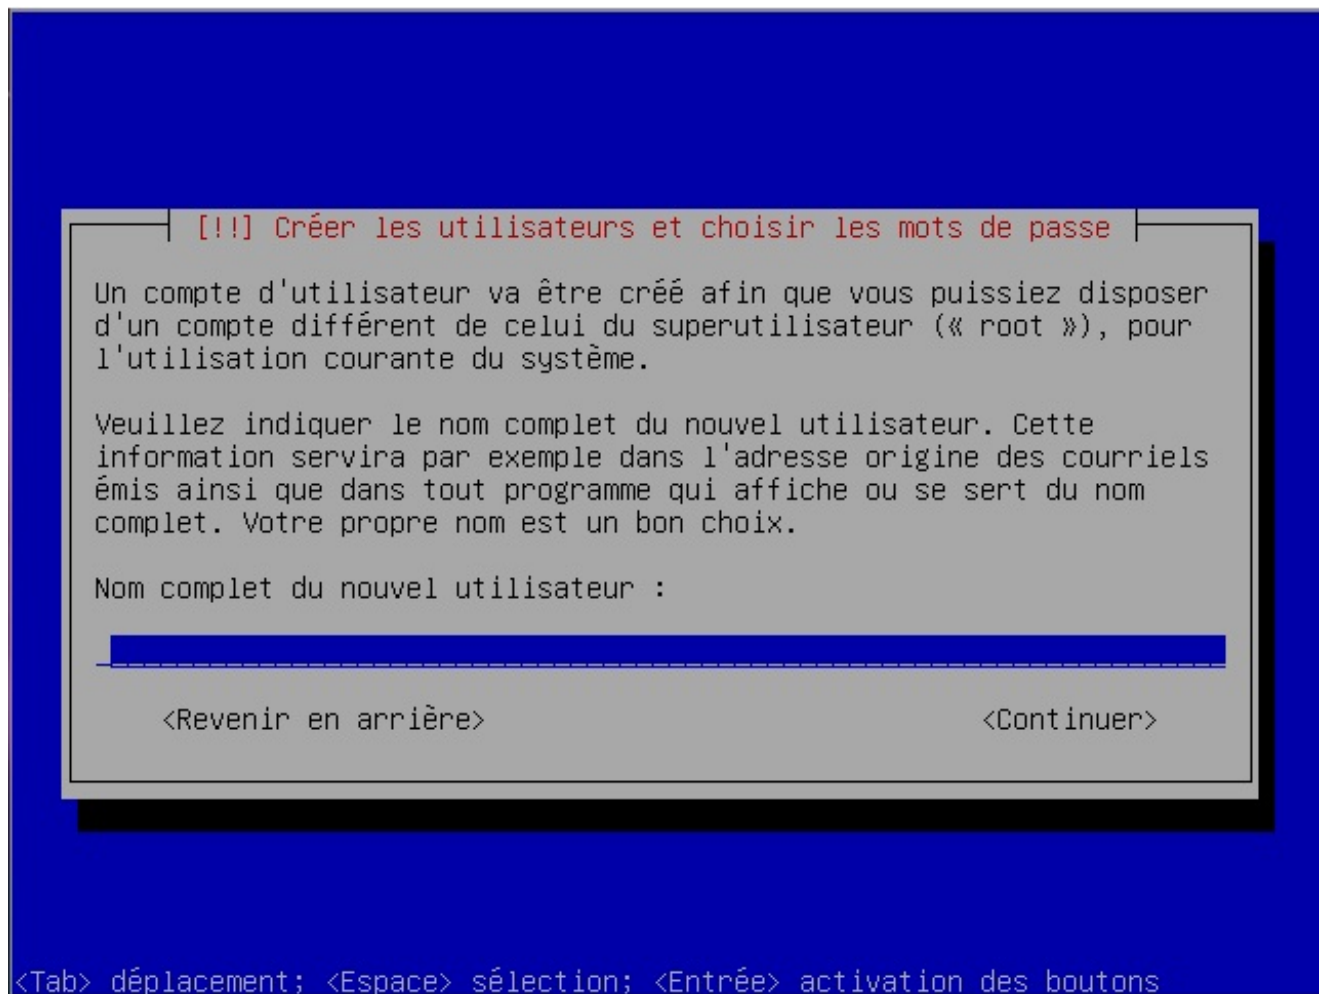 [!!] Créer les utilisateurs et choisir les mots de passe
Un compte d'utilisateur va être créé afin que vous puissiez disposer
d'un compte différent de celui du superutilisateur (« root »), pour
l'utilisation courante du système.
Veuillez indiquer le nom complet du nouvel utilisateur. Cette
information servira par exemple dans l'adresse origine des courriels
émis ainsi que dans tout programme qui affiche ou se sert du nom
complet. Votre propre nom est un bon choix.
Nom complet du nouvel utilisateur :
<Revenir en arrière> <Continuer>
<Tab> déplacement; <Espace> sélection; <Entrée> activation des boutons